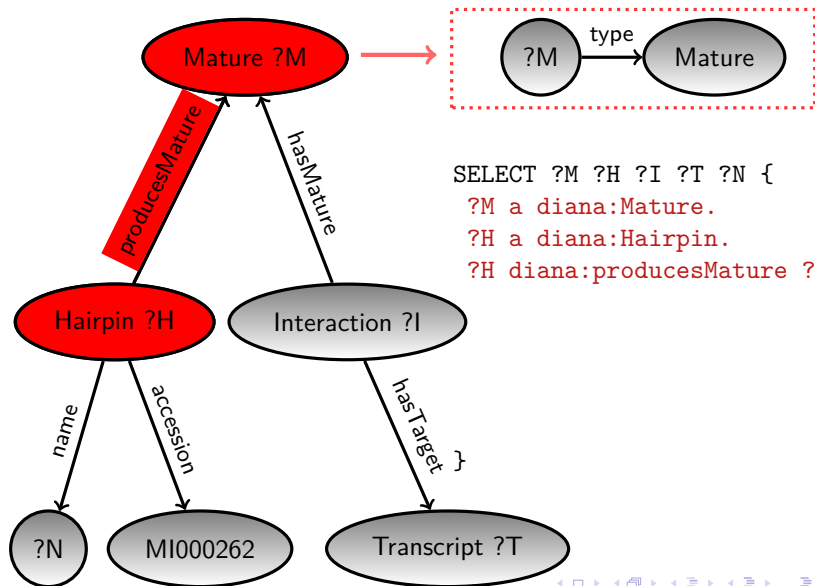 Mature ?M
?M
type
Mature
producesMature
hasMature
SELECT ?M ?H ?I ?T ?N {
?M a diana:Mature.
?H a diana:Hairpin.
?H diana:producesMature ?
Hairpin ?H
Interaction ?I
name
accession
hasTarget
}
?N
MI000262
Transcript ?T